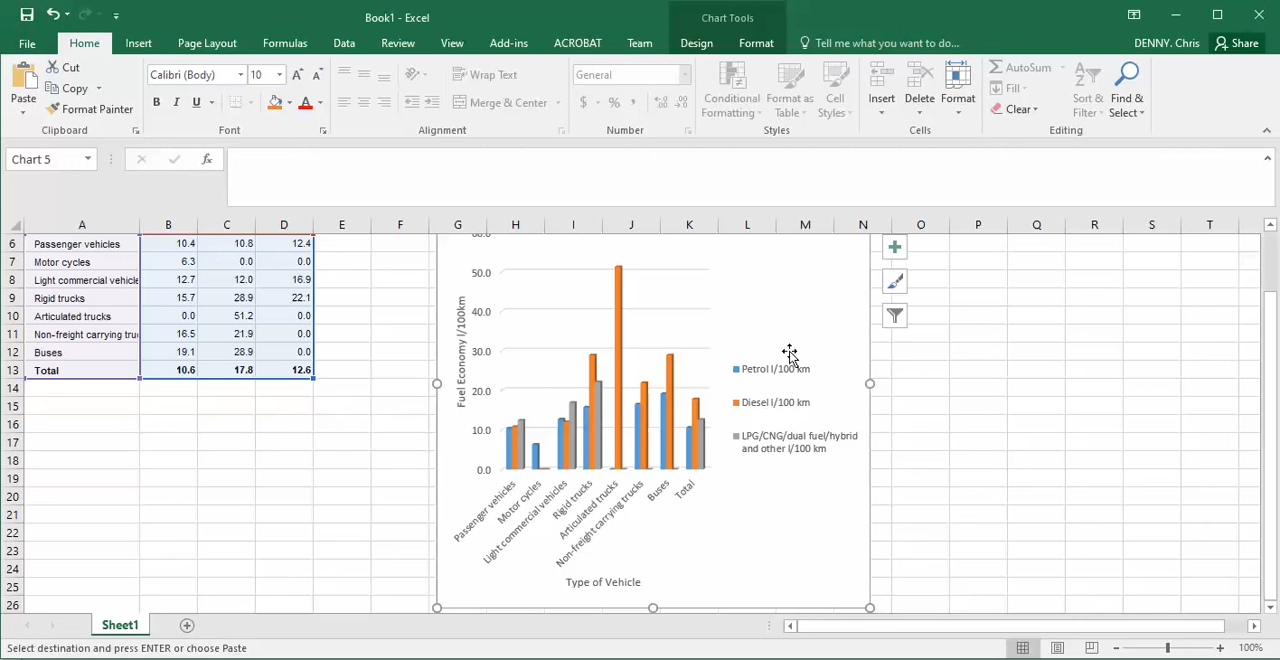 Book1 - Excel
Chart Tools
File Home Insert Page Layout Formulas Data Review View Add-ins ACROBAT Team Design Format Tell me what you want to do... DENNY. Chris Share
Paste
Cut
Copy
Format Painter
Clipboard
Calibri (Body) 10 A A
B I U A
Font
Wrap Text
Merge & Center
Alignment
General
$ % ,
Number
Conditional Formatting
Format as Table
Cell Styles
Styles
Insert Delete Format
Cells
AutoSum
Fill
Clear
Sort & Filter
Find & Select
Editing
Chart 5
fx
A B C D E F G H I J K L M N O P Q R S T
6 Passenger vehicles 10.4 10.8 12.4
7 Motor cycles 6.3 0.0 0.0
8 Light commercial vehicle 12.7 12.0 16.9
9 Rigid trucks 15.7 28.9 22.1
10 Articulated trucks 0.0 51.2 0.0
11 Non-freight carrying tru 16.5 21.9 0.0
12 Buses 19.1 28.9 0.0
13 Total 10.6 17.8 12.6
14
15
16
17
18
19
20
21
22
23
24
25
26
60.0
50.0
40.0
30.0
20.0
10.0
0.0
Fuel Economy l/100km
Passenger vehicles
Motor cycles
Light commercial vehicles
Rigid trucks
Articulated trucks
Non-freight carrying trucks
Buses
Total
Type of Vehicle
Petrol l/100 km
Diesel l/100 km
LPG/CNG/dual fuel/hybrid
and other l/100 km
Sheet1
Select destination and press ENTER or choose Paste
100%